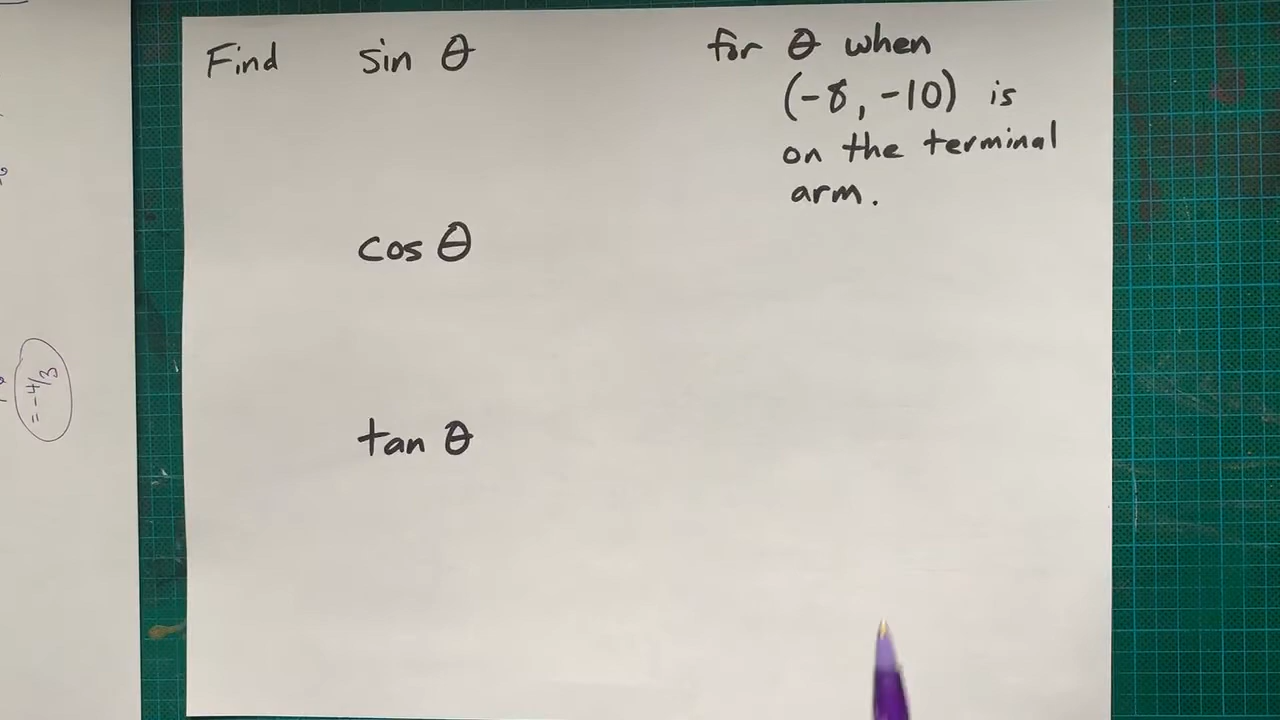 Find sin θ
for θ when
(-8, -10) is
on the terminal
arm.
cos θ
tan θ
= -4/3